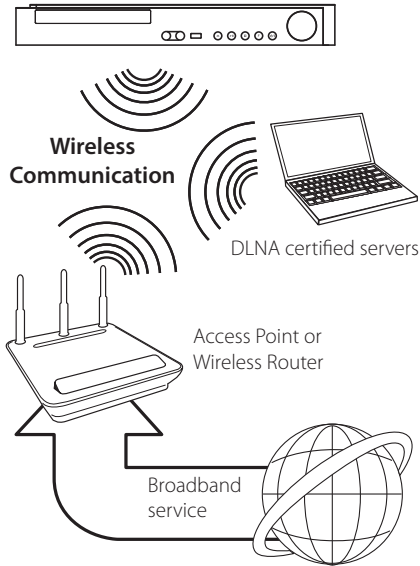 Wireless
Communication
DLNA certified servers
Access Point or
Wireless Router
Broadband
service